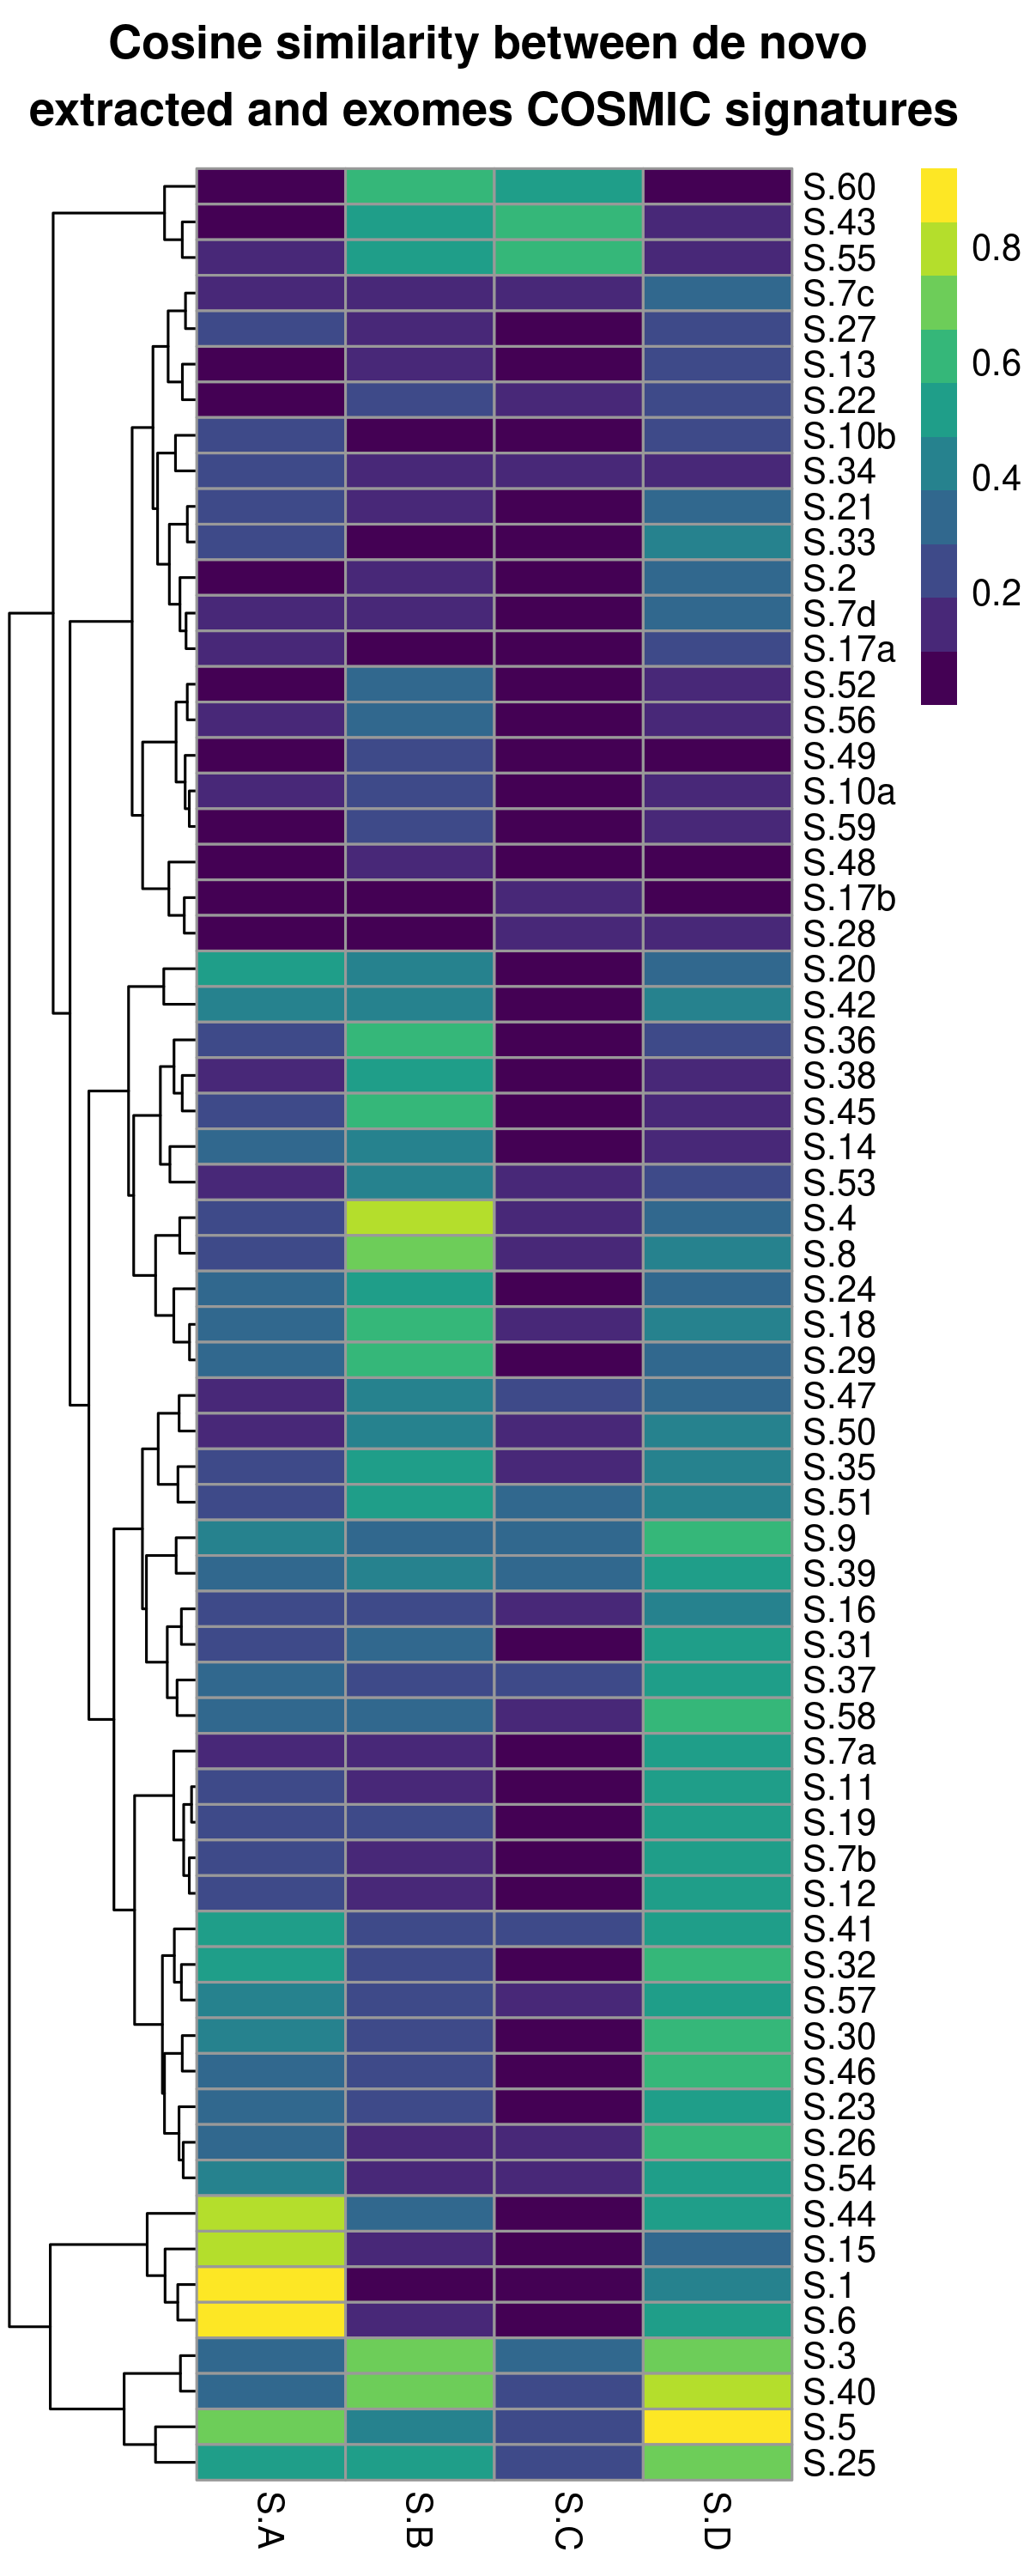 Cosine similarity between de novo
extracted and exomes COSMIC signatures
S.60
S.43
S.55
S.7c
S.27
S.13
S.22
S.10b
S.34
S.21
S.33
S.2
S.7d
S.17a
S.52
S.56
S.49
S.10a
S.59
S.48
S.17b
S.28
S.20
S.42
S.36
S.38
S.45
S.14
S.53
S.4
S.8
S.24
S.18
S.29
S.47
S.50
S.35
S.51
S.9
S.39
S.16
S.31
S.37
S.58
S.7a
S.11
S.19
S.7b
S.12
S.41
S.32
S.57
S.30
S.46
S.23
S.26
S.54
S.44
S.15
S.1
S.6
S.3
S.40
S.5
S.25
0.8
0.6
0.4
0.2
S.A
S.B
S.C
S.D